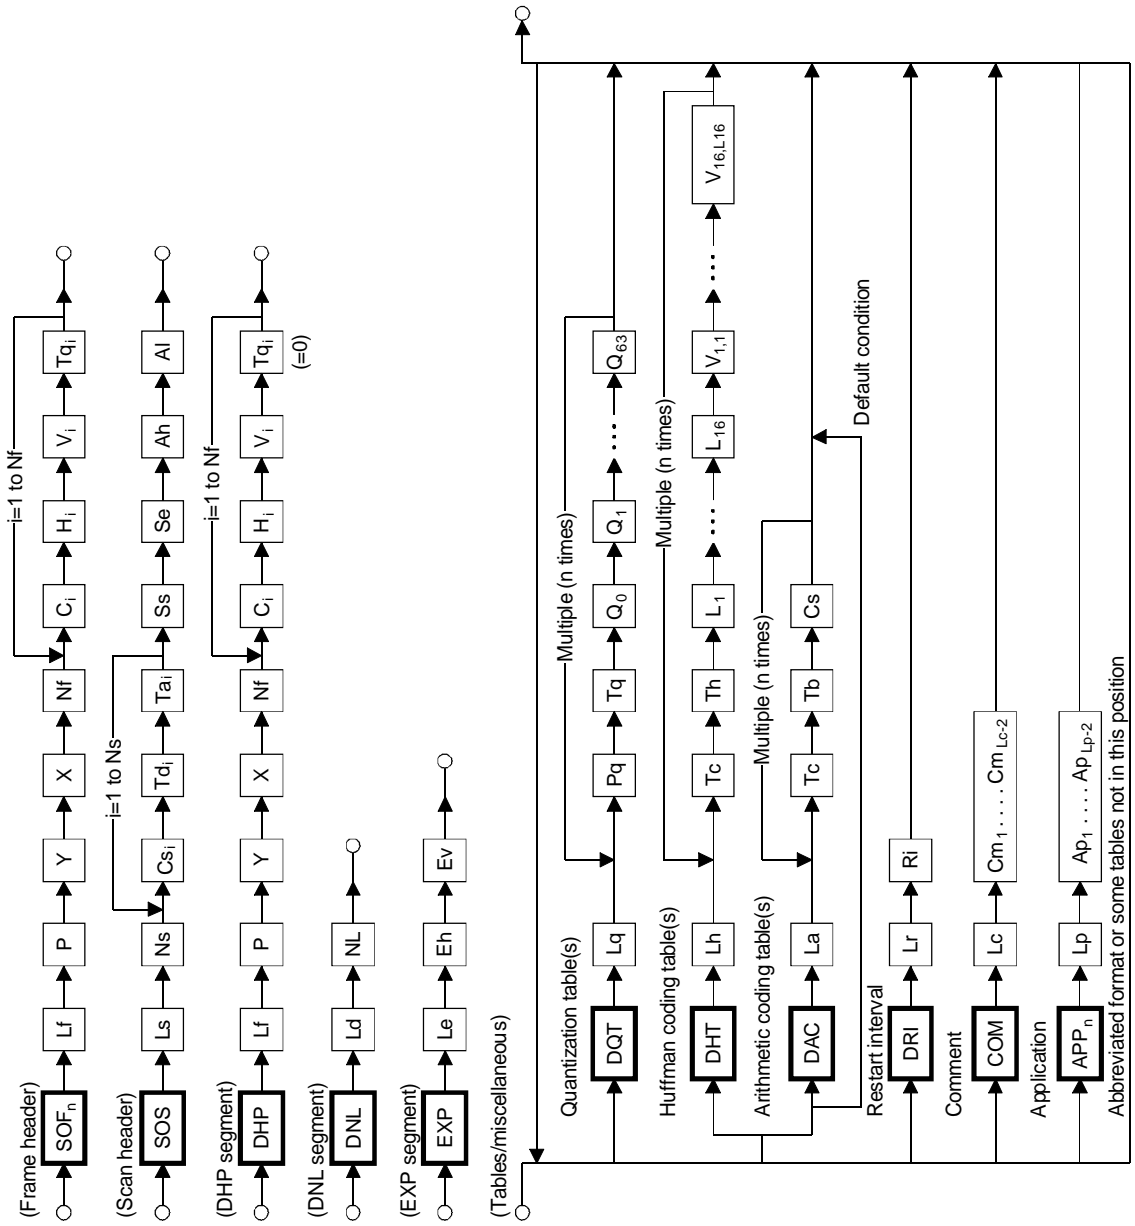 (Frame header)
SOFn
Lf
P
Y
X
Nf
Ci
Hi
Vi
Tqi
i=1 to Nf
(Scan header)
SOS
Ls
Ns
Csi
Tdi
Tai
Ss
Se
Ah
Al
i=1 to Ns
(DHP segment)
DHP
Lf
P
Y
X
Nf
Ci
Hi
Vi
Tqi
(=0)
i=1 to Nf
(DNL segment)
DNL
Ld
NL
(EXP segment)
EXP
Le
Eh
Ev
(Tables/miscellaneous)
Quantization table(s)
DQT
Lq
Pq
Tq
Q0
Q1
....
Q63
Multiple (n times)
Huffman coding table(s)
DHT
Lh
Tc
Th
L1
....
L16
V1,1
....
V16,L16
Multiple (n times)
Arithmetic coding table(s)
DAC
La
Tc
Tb
Cs
Multiple (n times)
Default condition
Restart interval
DRI
Lr
Ri
Comment
COM
Lc
Cm1 . . . . CmLc-2
Application
APPn
Lp
Ap1 . . . . ApLp-2
Abbreviated format or some tables not in this position